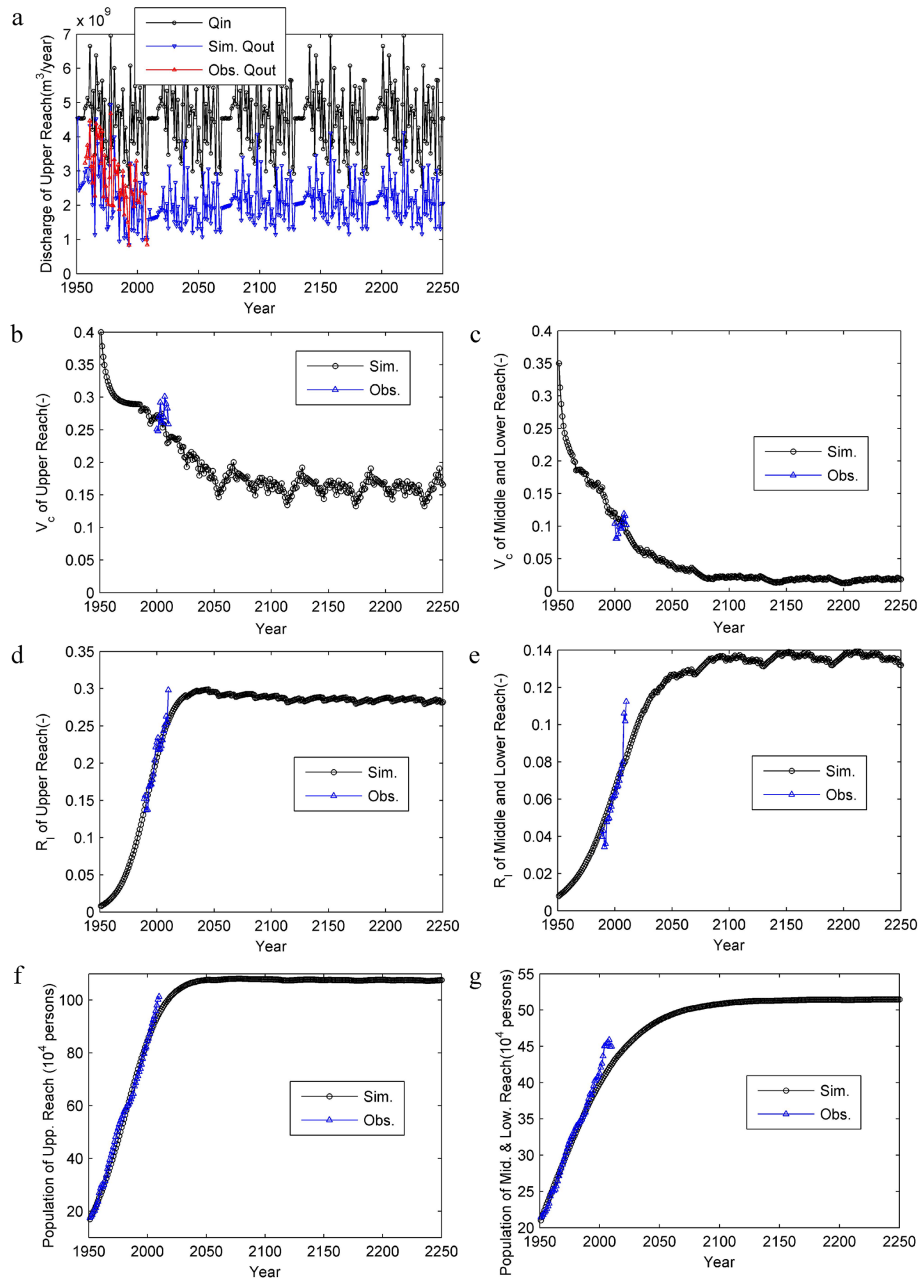 a
x 10^9
7
6
5
4
3
2
1
0
Discharge of Upper Reach(m^3/year)
Qin
Sim. Qout
Obs. Qout
1950 2000 2050 2100 2150 2200 2250
Year
b
0.4
0.35
0.3
0.25
0.2
0.15
0.1
0.05
0
V_c of Upper Reach(-)
Sim.
Obs.
1950 2000 2050 2100 2150 2200 2250
Year
c
0.4
0.35
0.3
0.25
0.2
0.15
0.1
0.05
0
V_c of Middle and Lower Reach(-)
Sim.
Obs.
1950 2000 2050 2100 2150 2200 2250
Year
d
0.35
0.3
0.25
0.2
0.15
0.1
0.05
0
R_l of Upper Reach(-)
Sim.
Obs.
1950 2000 2050 2100 2150 2200 2250
Year
e
0.14
0.12
0.1
0.08
0.06
0.04
0.02
0
R_l of Middle and Lower Reach(-)
Sim.
Obs.
1950 2000 2050 2100 2150 2200 2250
Year
f
100
80
60
40
20
Population of Upp. Reach (10^4 persons)
Sim.
Obs.
1950 2000 2050 2100 2150 2200 2250
Year
g
55
50
45
40
35
30
25
20
Population of Mid. & Low. Reach(10^4 persons)
Sim.
Obs.
1950 2000 2050 2100 2150 2200 2250
Year